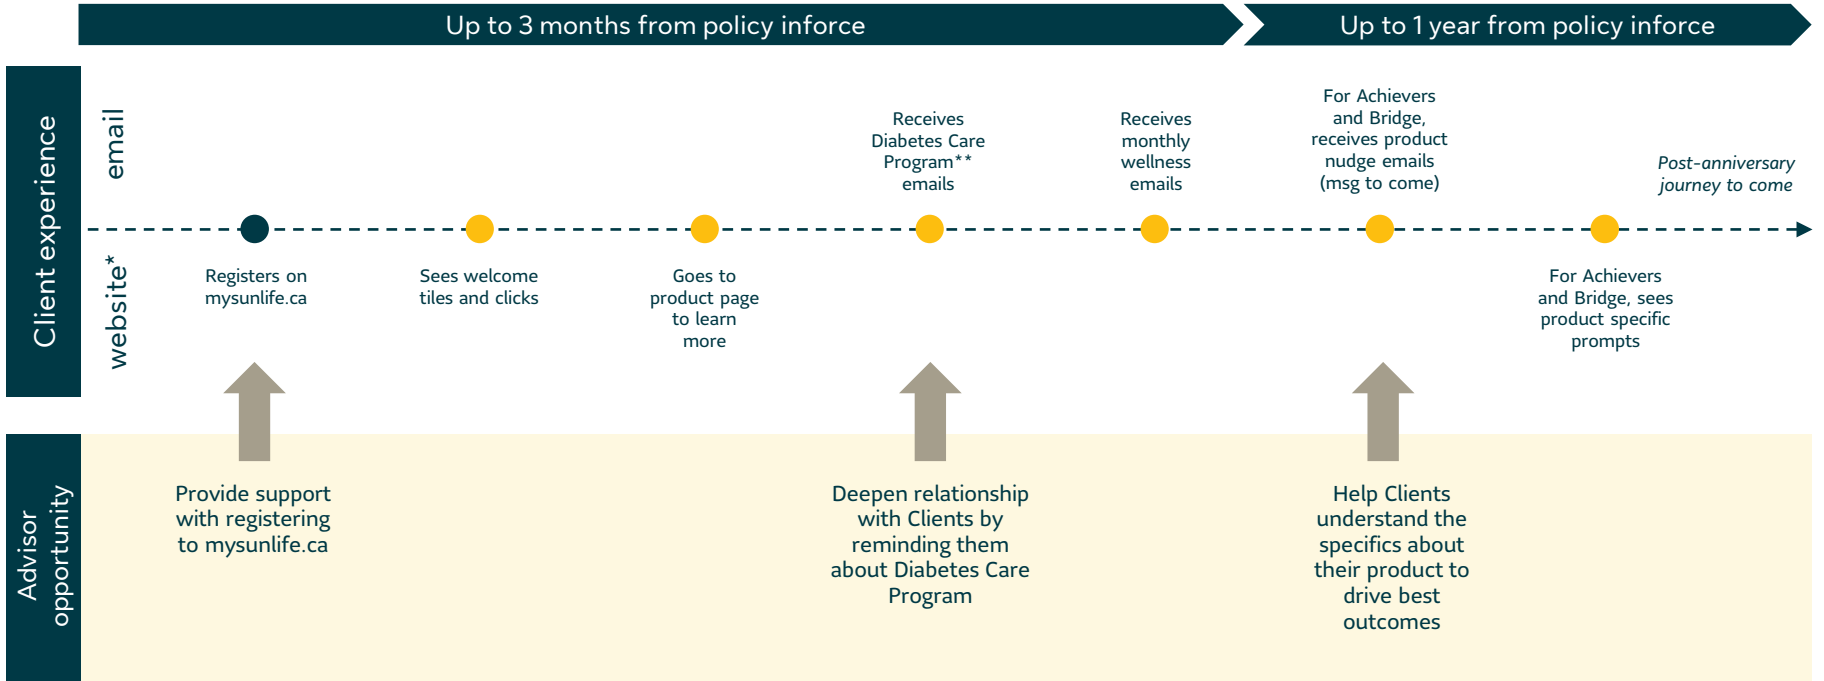 Up to 3 months from policy inforce
Up to 1 year from policy inforce
Client experience
email
website*
Receives
Diabetes Care
Program**
emails
Receives
monthly
wellness
emails
For Achievers
and Bridge,
receives product
nudge emails
(msg to come)
Post-anniversary
journey to come
Registers on
mysunlife.ca
Sees welcome
tiles and clicks
Goes to
product page
to learn
more
For Achievers
and Bridge, sees
product specific
prompts
Advisor
opportunity
Provide support
with registering
to mysunlife.ca
Deepen relationship
with Clients by
reminding them
about Diabetes Care
Program
Help Clients
understand the
specifics about
their product to
drive best
outcomes